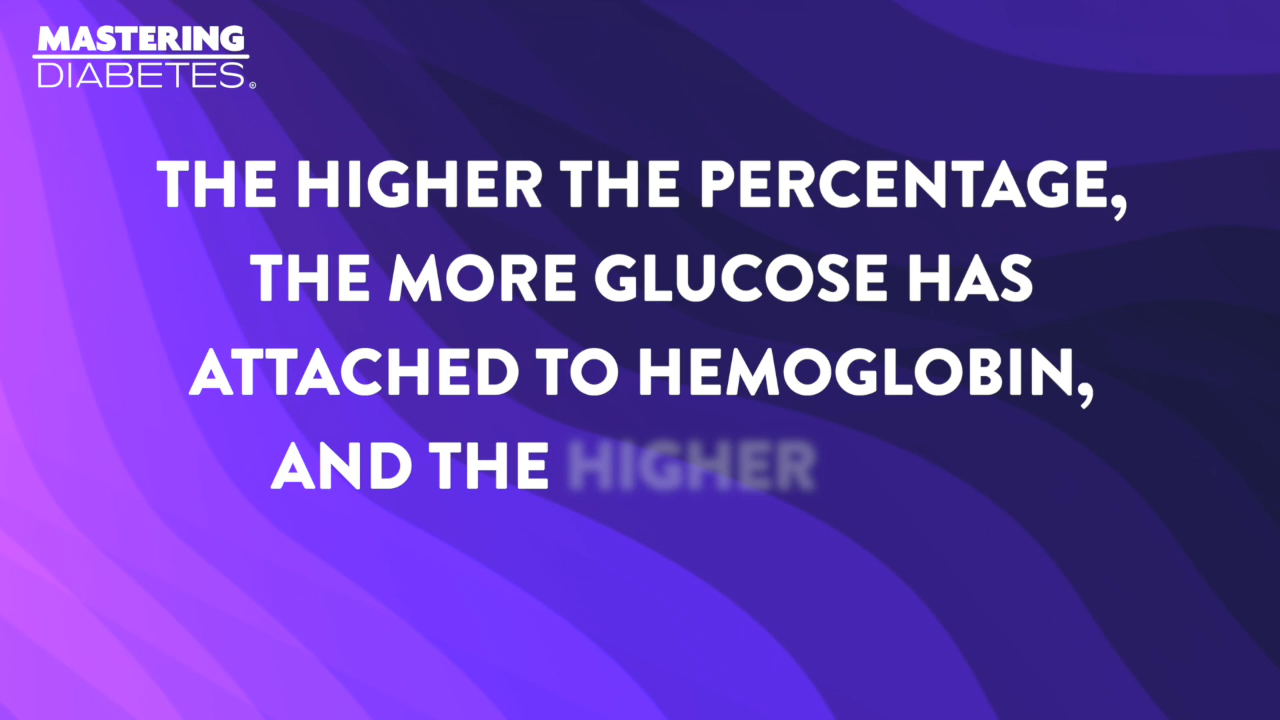 MASTERING
DIABETES®
THE HIGHER THE PERCENTAGE,
THE MORE GLUCOSE HAS
ATTACHED TO HEMOGLOBIN,
AND THE HIGHER